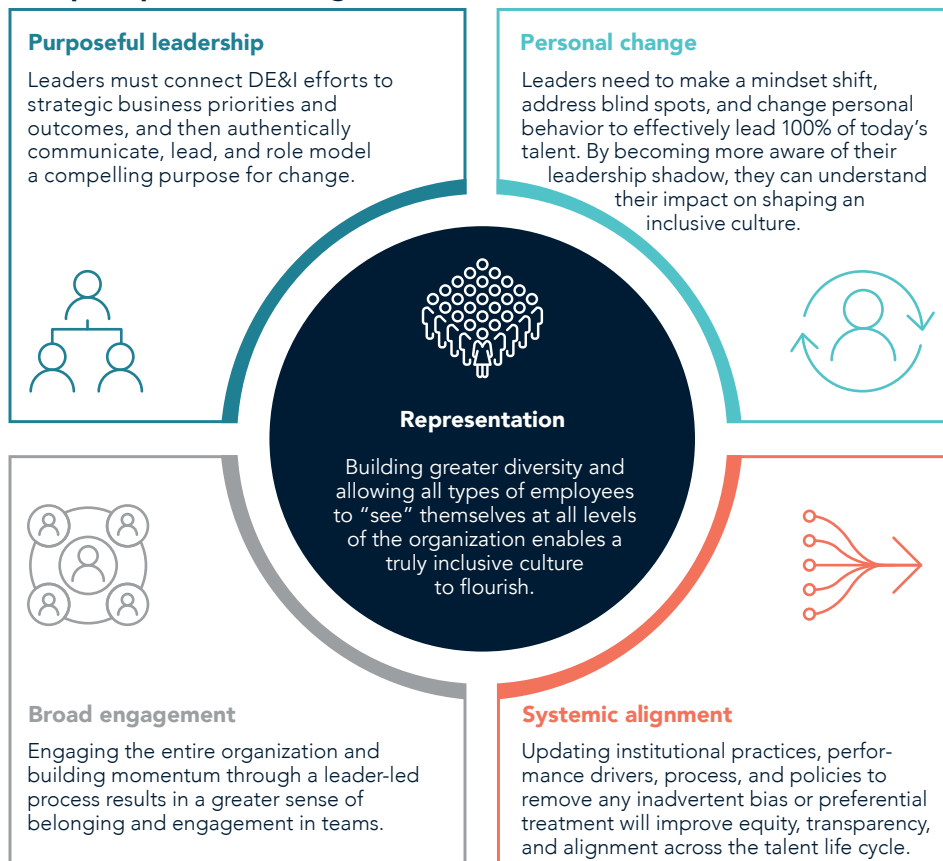 Purposeful leadership
Leaders must connect DE&I efforts to
strategic business priorities and
outcomes, and then authentically
communicate, lead, and role model
a compelling purpose for change.
Personal change
Leaders need to make a mindset shift,
address blind spots, and change personal
behavior to effectively lead 100% of today’s
talent. By becoming more aware of their
leadership shadow, they can understand
their impact on shaping an
inclusive culture.
Representation
Building greater diversity and
allowing all types of employees
to “see” themselves at all levels
of the organization enables a
truly inclusive culture
to flourish.
Broad engagement
Engaging the entire organization and
building momentum through a leader-led
process results in a greater sense of
belonging and engagement in teams.
Systemic alignment
Updating institutional practices, perfor-
mance drivers, process, and policies to
remove any inadvertent bias or preferential
treatment will improve equity, transparency,
and alignment across the talent life cycle.